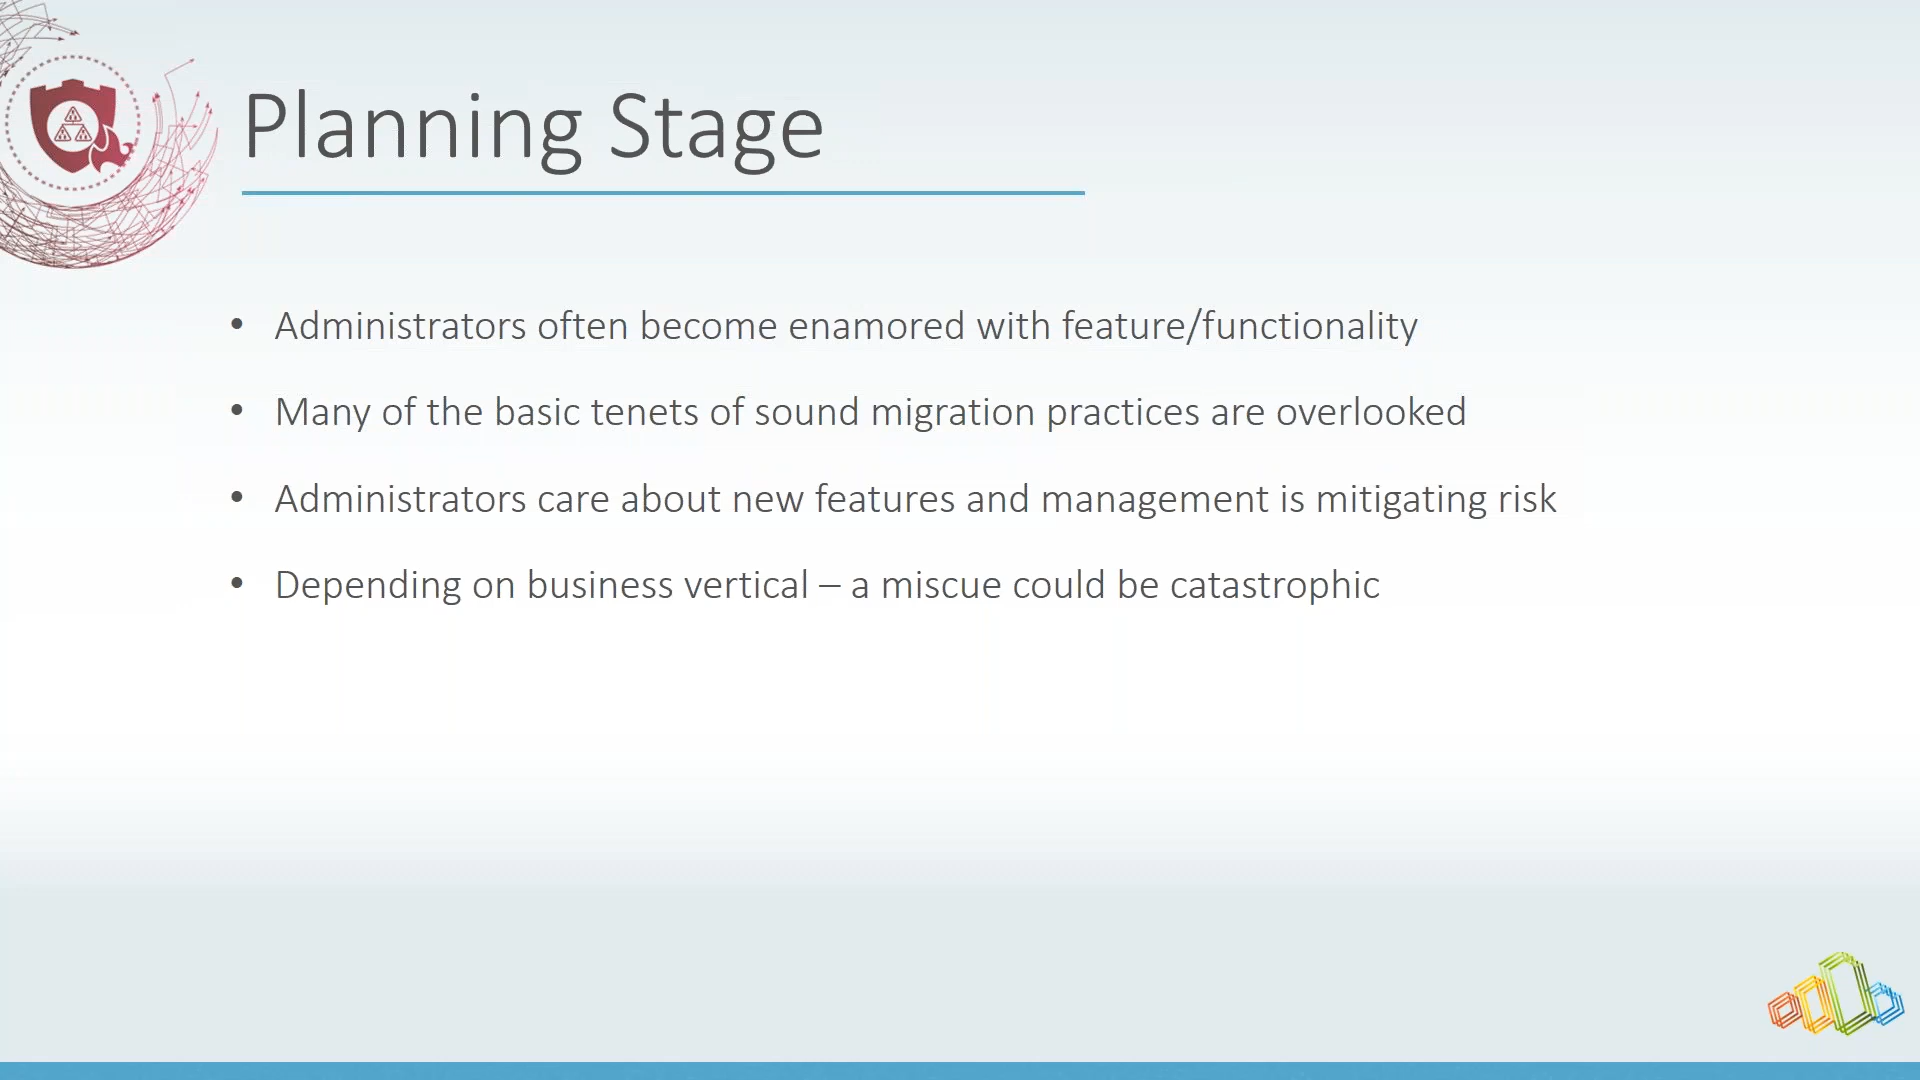 Planning Stage
• Administrators often become enamored with feature/functionality
• Many of the basic tenets of sound migration practices are overlooked
• Administrators care about new features and management is mitigating risk
• Depending on business vertical – a miscue could be catastrophic